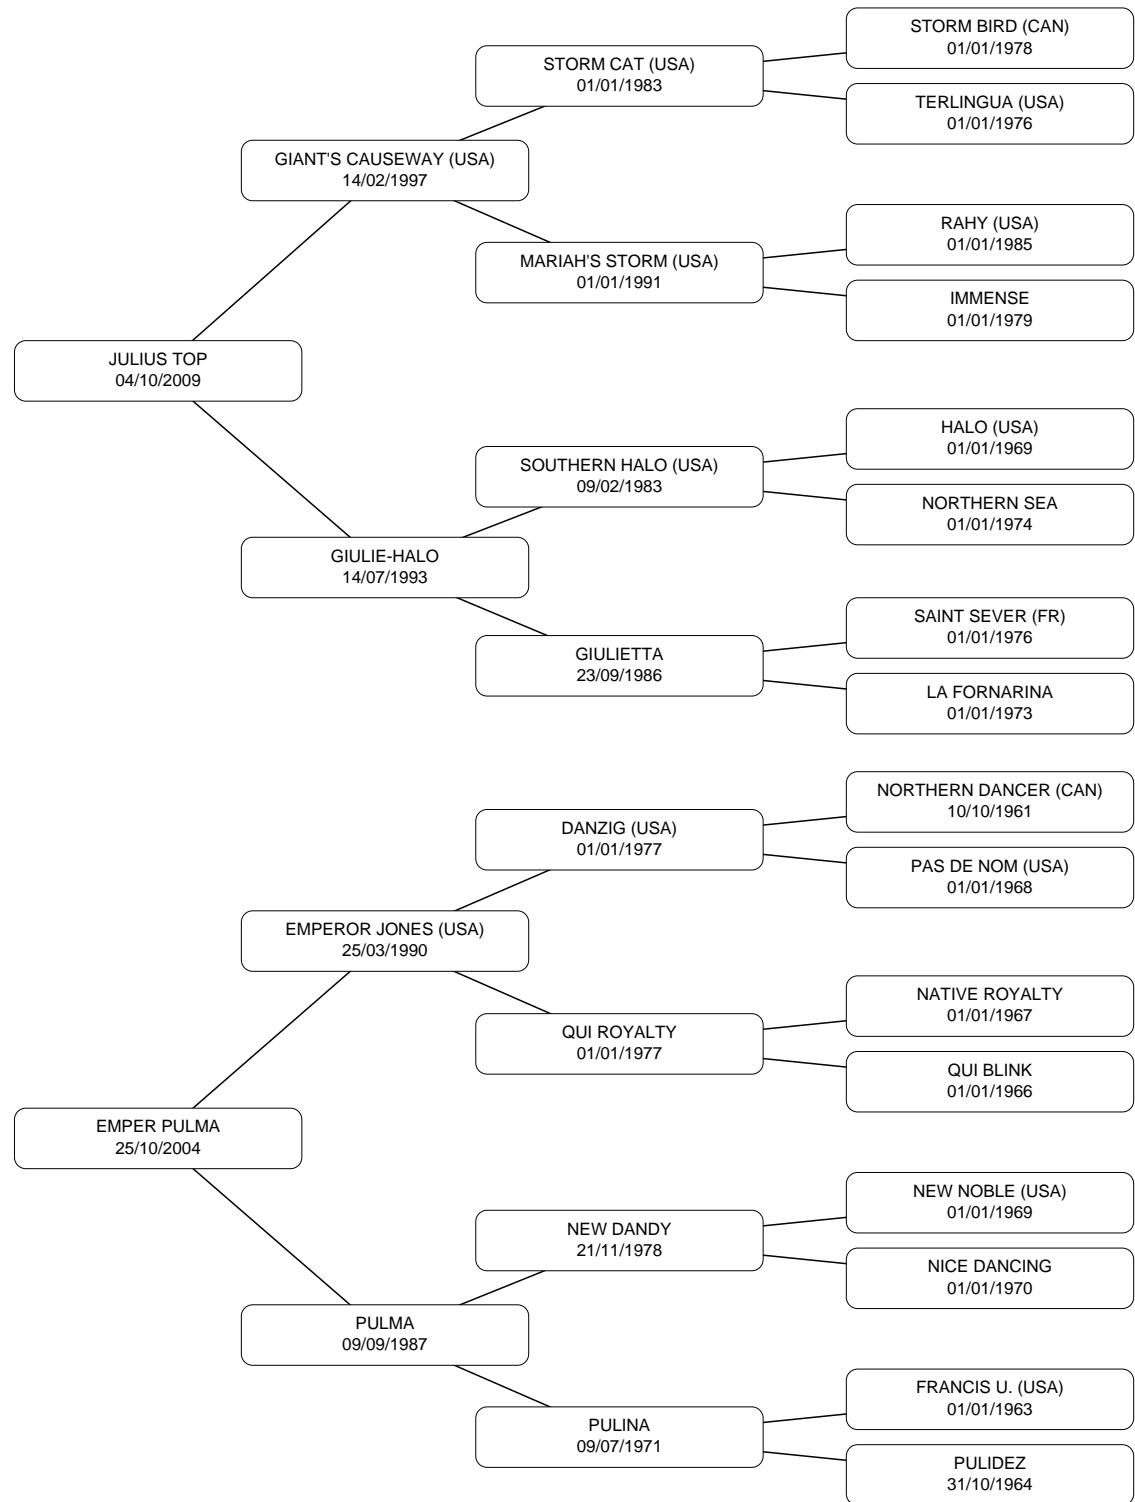 STORM BIRD (CAN)
01/01/1978
STORM CAT (USA)
01/01/1983
TERLINGUA (USA)
01/01/1976
GIANT'S CAUSEWAY (USA)
14/02/1997
RAHY (USA)
01/01/1985
MARIAH'S STORM (USA)
01/01/1991
IMMENSE
01/01/1979
JULIUS TOP
04/10/2009
HALO (USA)
01/01/1969
SOUTHERN HALO (USA)
09/02/1983
NORTHERN SEA
01/01/1974
GIULIE-HALO
14/07/1993
SAINT SEVER (FR)
01/01/1976
GIULIETTA
23/09/1986
LA FORNARINA
01/01/1973
NORTHERN DANCER (CAN)
10/10/1961
DANZIG (USA)
01/01/1977
PAS DE NOM (USA)
01/01/1968
EMPEROR JONES (USA)
25/03/1990
NATIVE ROYALTY
01/01/1967
QUI ROYALTY
01/01/1977
QUI BLINK
01/01/1966
EMPER PULMA
25/10/2004
NEW NOBLE (USA)
01/01/1969
NEW DANDY
21/11/1978
NICE DANCING
01/01/1970
PULMA
09/09/1987
FRANCIS U. (USA)
01/01/1963
PULINA
09/07/1971
PULIDEZ
31/10/1964